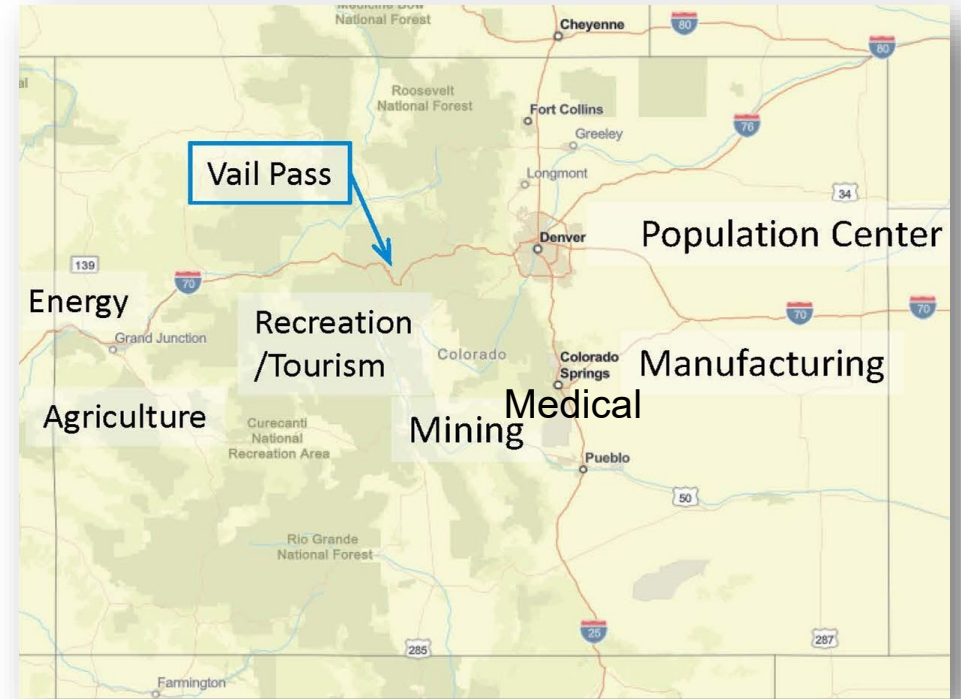 Medicine Bow
National Forest
Cheyenne
80
80
Roosevelt
National Forest
Fort Collins
76
Greeley
Vail Pass
Longmont
34
Denver
Population Center
139
70
Energy
70
70
Grand Junction
Recreation
/Tourism
Colorado
Colorado
Springs
Manufacturing
Medical
Agriculture
Mining
Curecanti
National
Recreation Area
Pueblo
50
Rio Grande
National Forest
25
287
285
Farmington